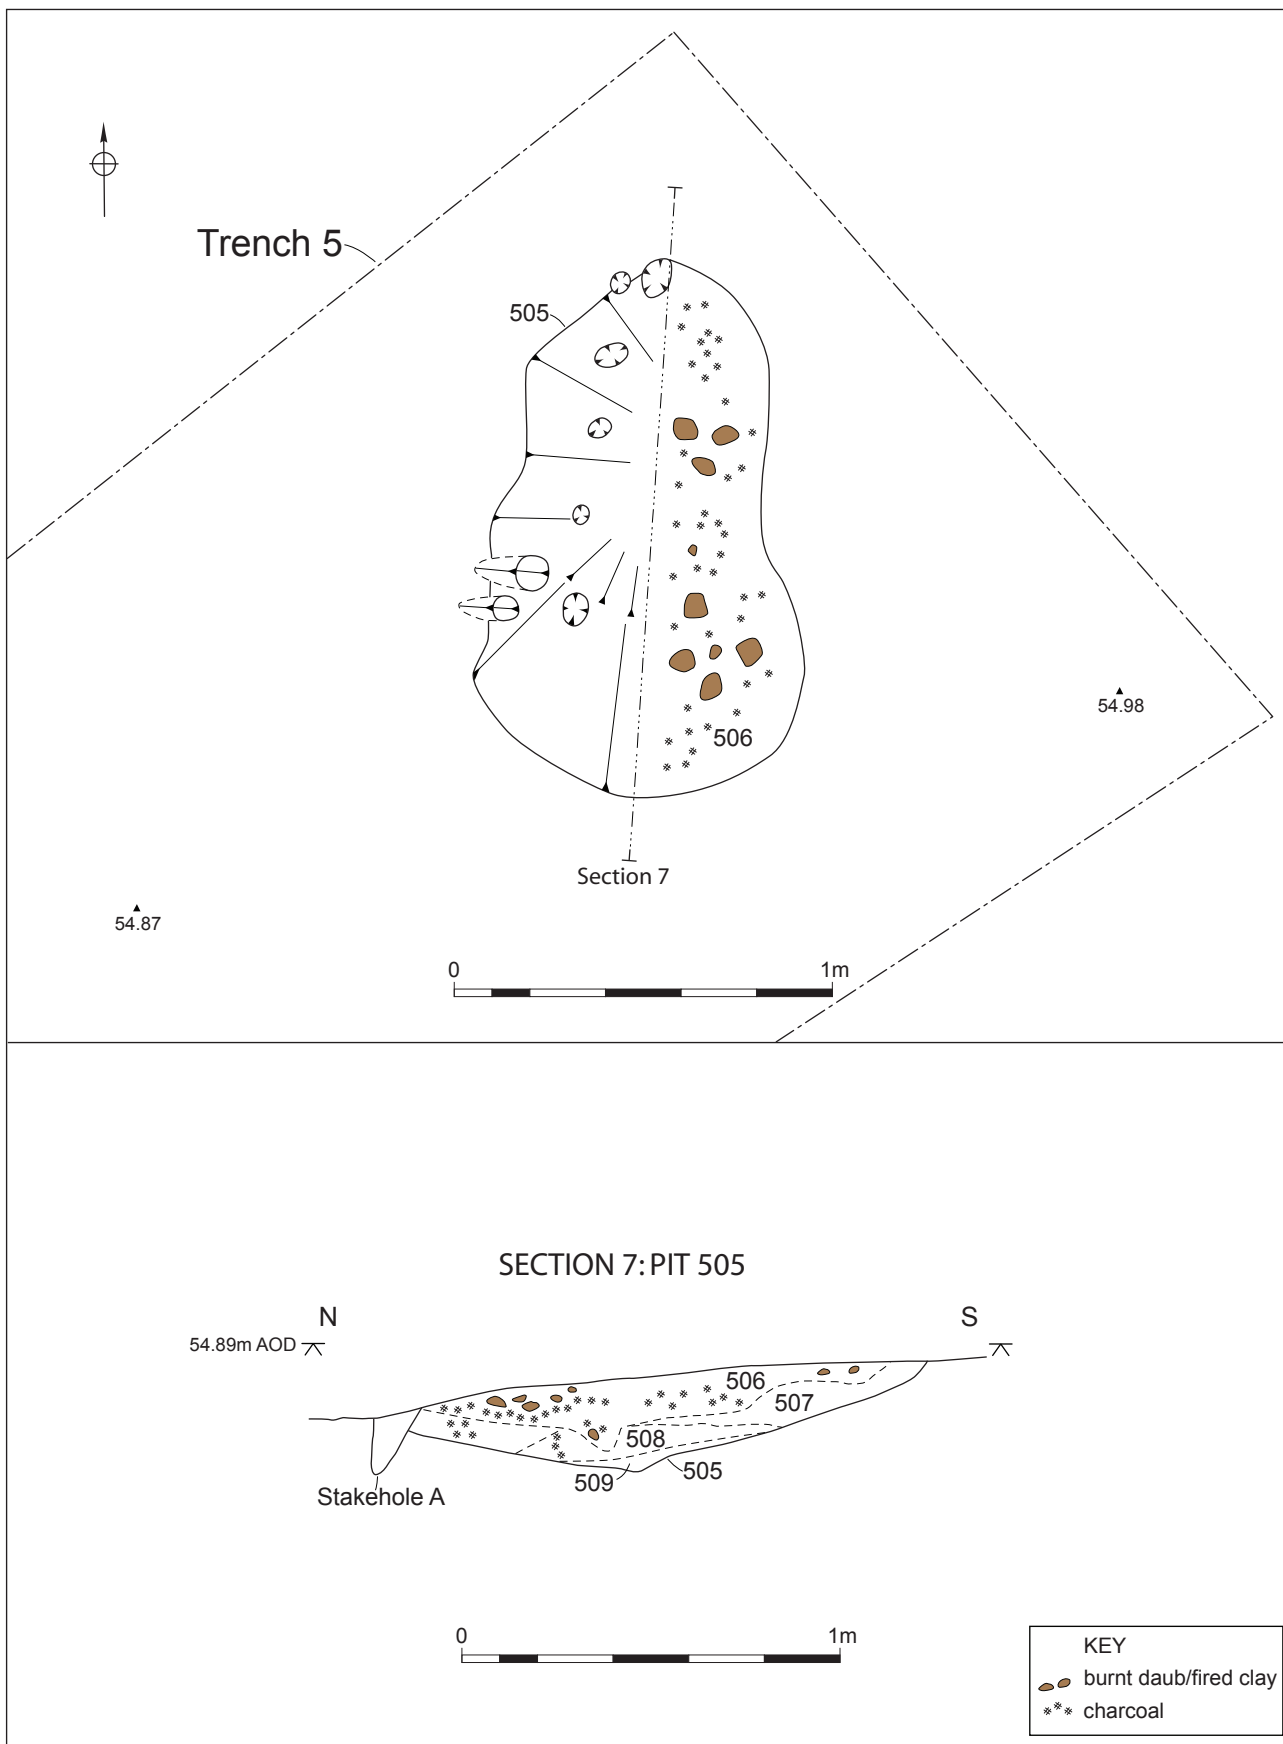 Trench 5
505
506
54.98
Section 7
54.87
0 1m
SECTION 7: PIT 505
N S
54.89m AOD
506
507
508
505
509
Stakehole A
0 1m
KEY
burnt daub/fired clay
charcoal